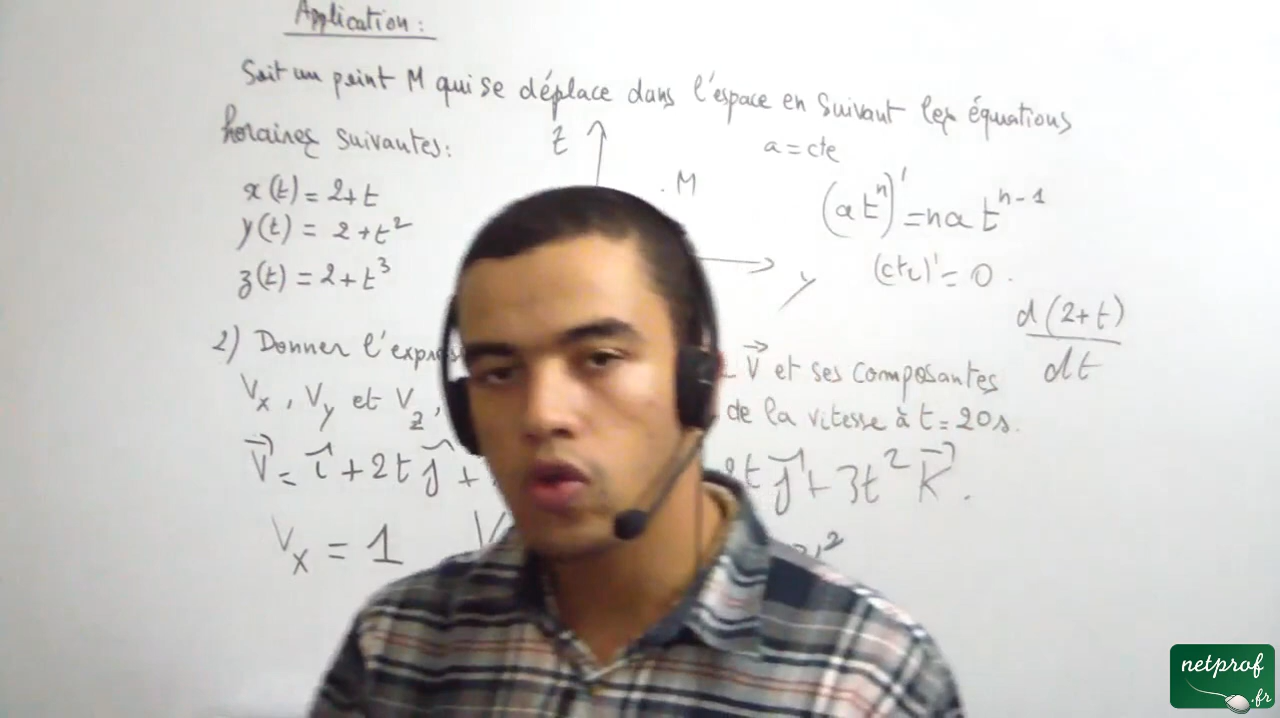 Application :
Soit un point M qui se déplace dans l'espace en suivant les équations
horaires suivantes :
z
a = cte
x(t) = 2+t
M
(at^n)' = na t^{n-1}
y(t) = 2+t²
z(t) = 2+t³
y
(cte)' = 0.
d(2+t)
dt
2) Donner l'expres
V⃗ et ses composantes
Vx, Vy et Vz,
de la vitesse à t = 20s.
V⃗ = i⃗ + 2t j⃗ +
t j⃗ + 3t² k⃗.
Vx = 1 V
netprof
.fr